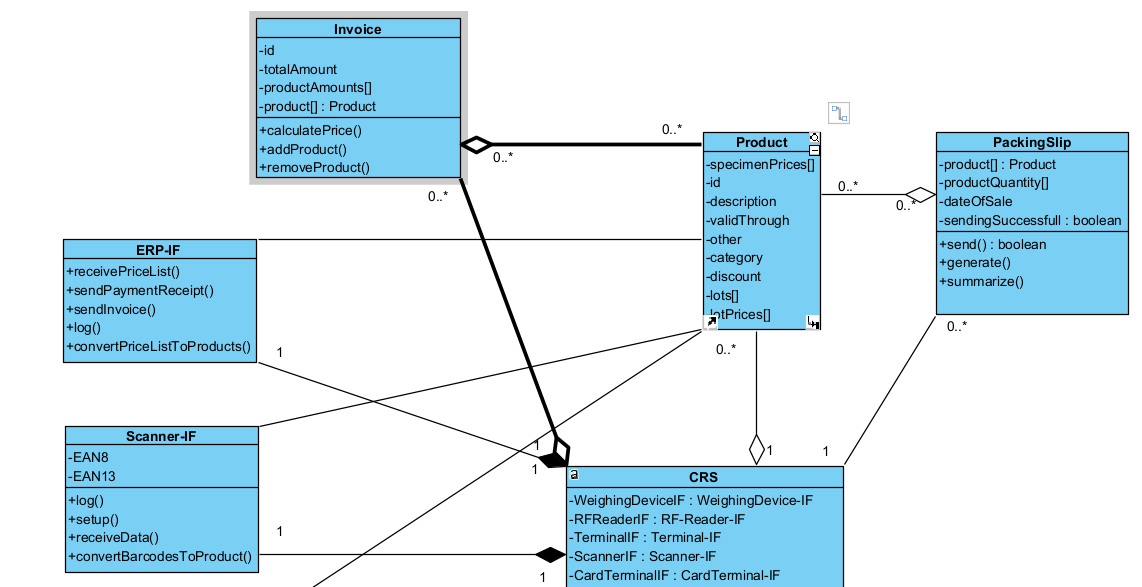 Invoice
-id
-totalAmount
-productAmounts[]
-product[] : Product
+calculatePrice()
+addProduct()
+removeProduct()
0..*
0..*
0..*
Product
-specimenPrices[]
-id
-description
-validThrough
-other
-category
-discount
-lots[]
-lotPrices[]
0..*
0..*
PackingSlip
-product[] : Product
-productQuantity[]
-dateOfSale
-sendingSuccessfull : boolean
+send() : boolean
+generate()
+summarize()
0..*
ERP-IF
+receivePriceList()
+sendPaymentReceipt()
+sendInvoice()
+log()
+convertPriceListToProducts()
1
0..*
Scanner-IF
-EAN8
-EAN13
+log()
+setup()
+receiveData()
+convertBarcodesToProduct()
1
1
1
1
1
1
a
CRS
-WeighingDeviceIF : WeighingDevice-IF
-RFReaderIF : RF-Reader-IF
-TerminalIF : Terminal-IF
-ScannerIF : Scanner-IF
-CardTerminalIF : CardTerminal-IF